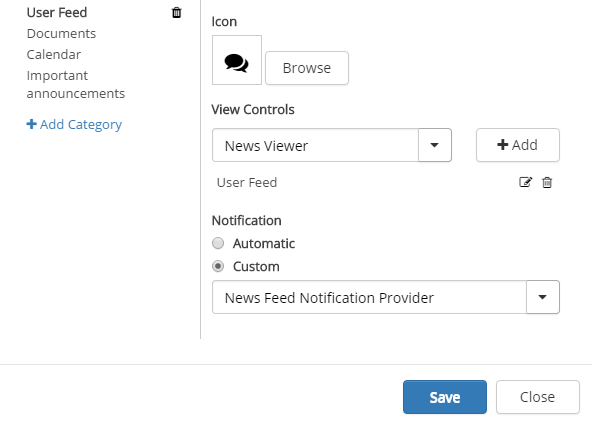 User Feed
Documents
Calendar
Important
announcements
Add Category
Icon
Browse
View Controls
News Viewer
Add
User Feed
Notification
Automatic
Custom
News Feed Notification Provider
Save
Close